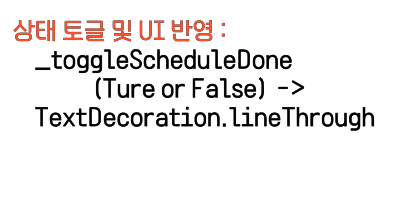 상태 토글 및 UI 반영 :
_toggleScheduleDone
(Ture or False) ->
TextDecoration.lineThrough